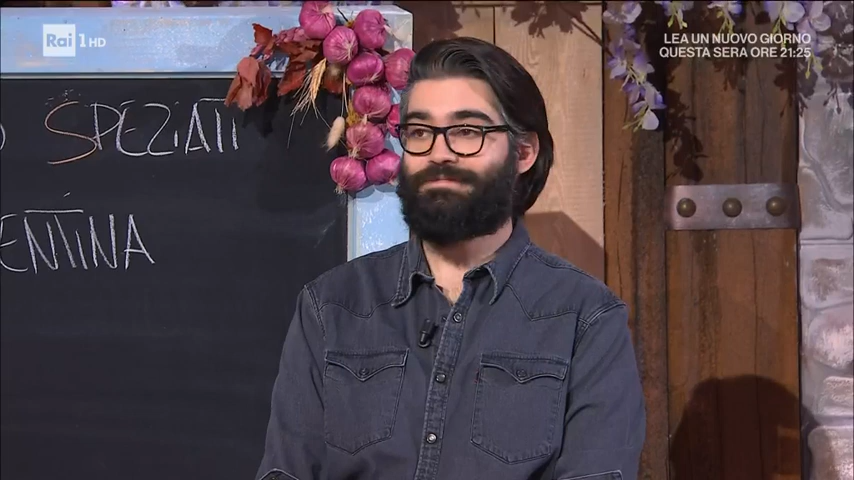 Rai 1 HD
LEA UN NUOVO GIORNO
QUESTA SERA ORE 21:25
SPEZIATI
ENTINA